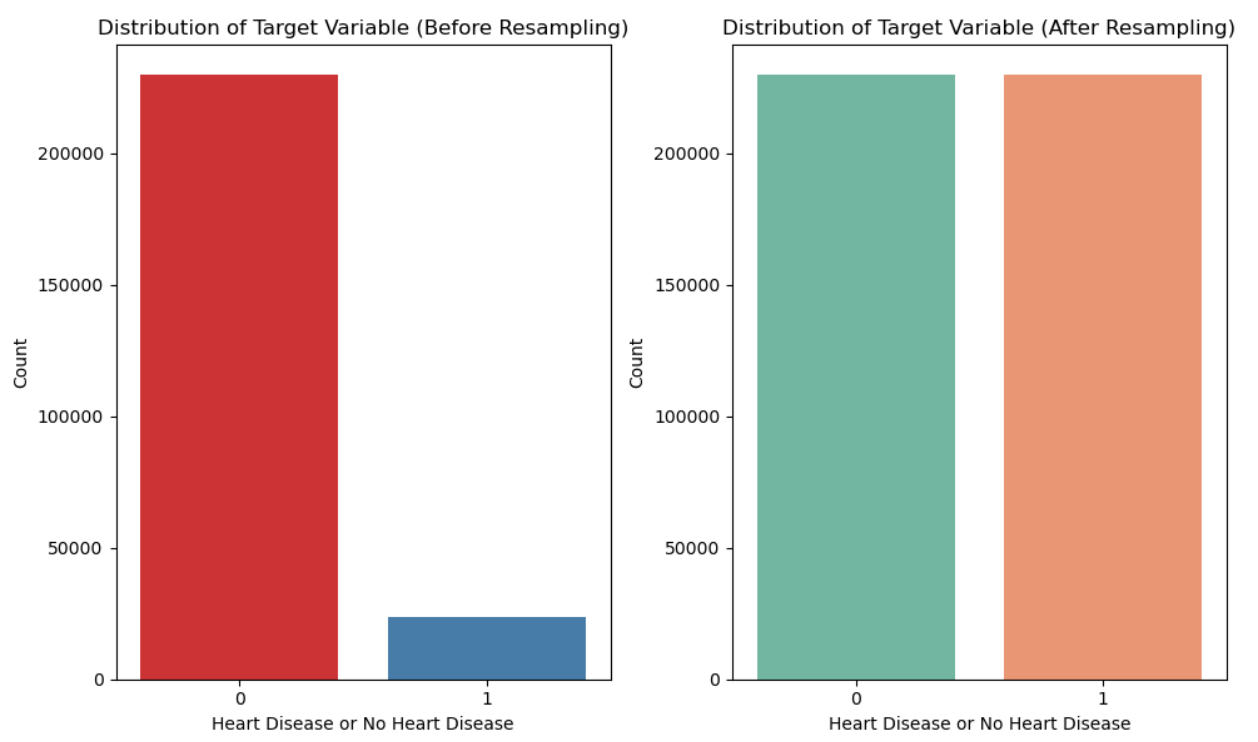 Distribution of Target Variable (Before Resampling)
Count
200000
150000
100000
50000
0
0 1
Heart Disease or No Heart Disease
Distribution of Target Variable (After Resampling)
Count
200000
150000
100000
50000
0
0 1
Heart Disease or No Heart Disease